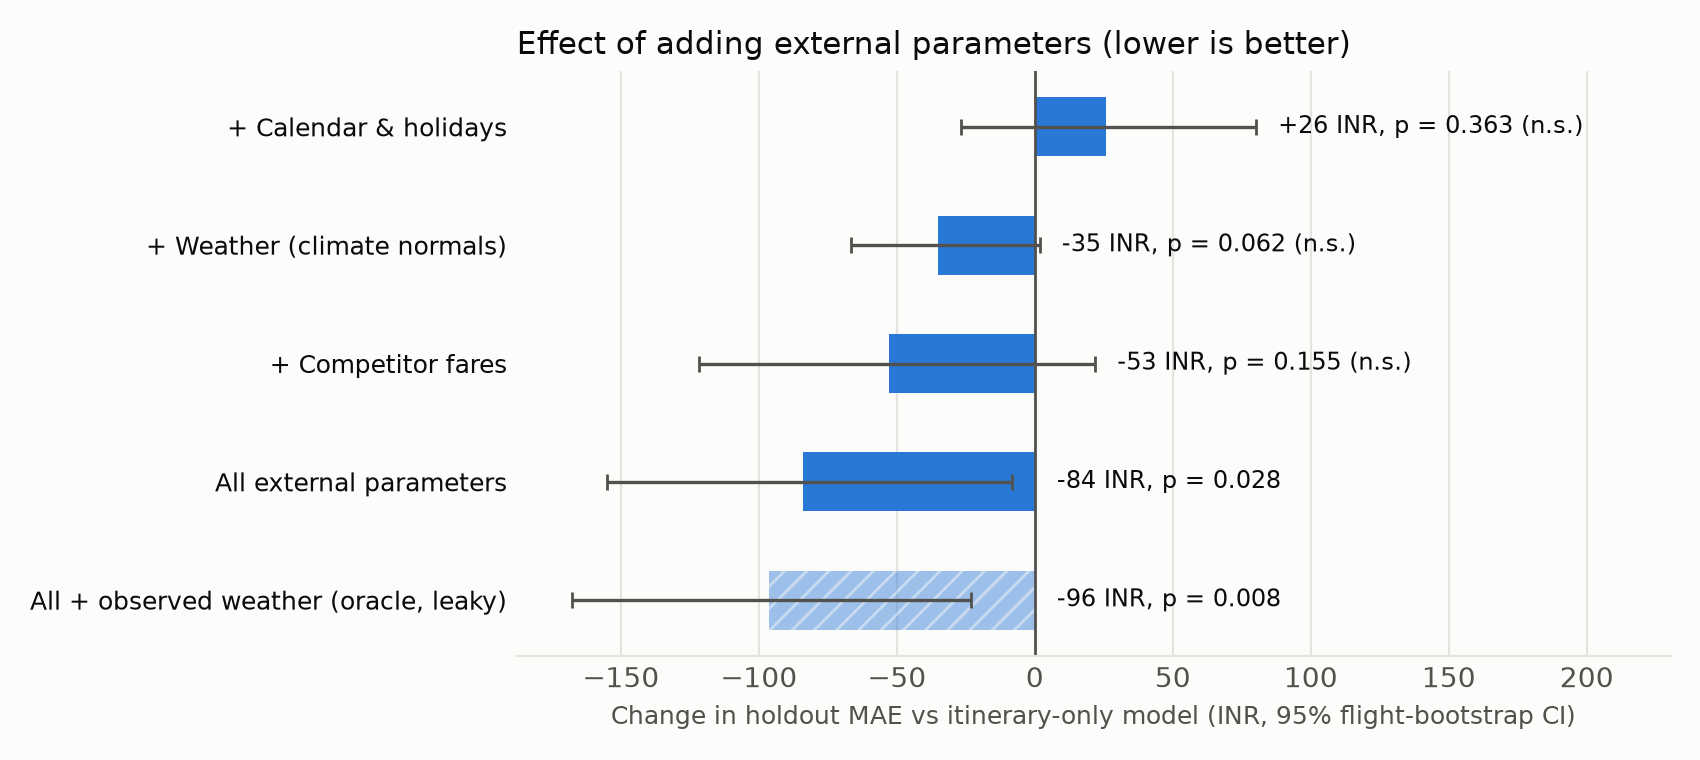 Effect of adding external parameters (lower is better)
+ Calendar & holidays
+26 INR, p = 0.363 (n.s.)
+ Weather (climate normals)
-35 INR, p = 0.062 (n.s.)
+ Competitor fares
-53 INR, p = 0.155 (n.s.)
All external parameters
-84 INR, p = 0.028
All + observed weather (oracle, leaky)
-96 INR, p = 0.008
−150 −100 −50 0 50 100 150 200
Change in holdout MAE vs itinerary-only model (INR, 95% flight-bootstrap CI)